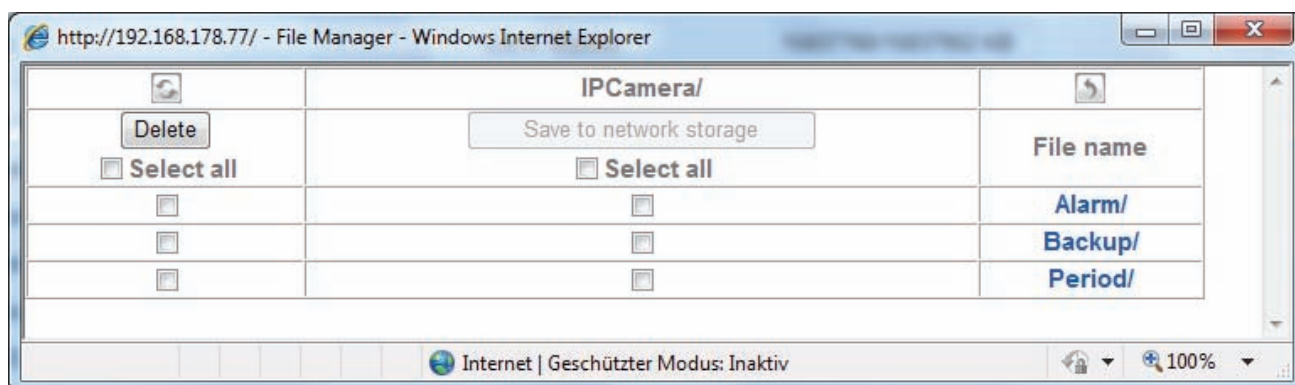 http://192.168.178.77/ - File Manager - Windows Internet Explorer
IPCamera/
Delete
Save to network storage
File name
Select all
Select all
Alarm/
Backup/
Period/
Internet | Geschützter Modus: Inaktiv
100%